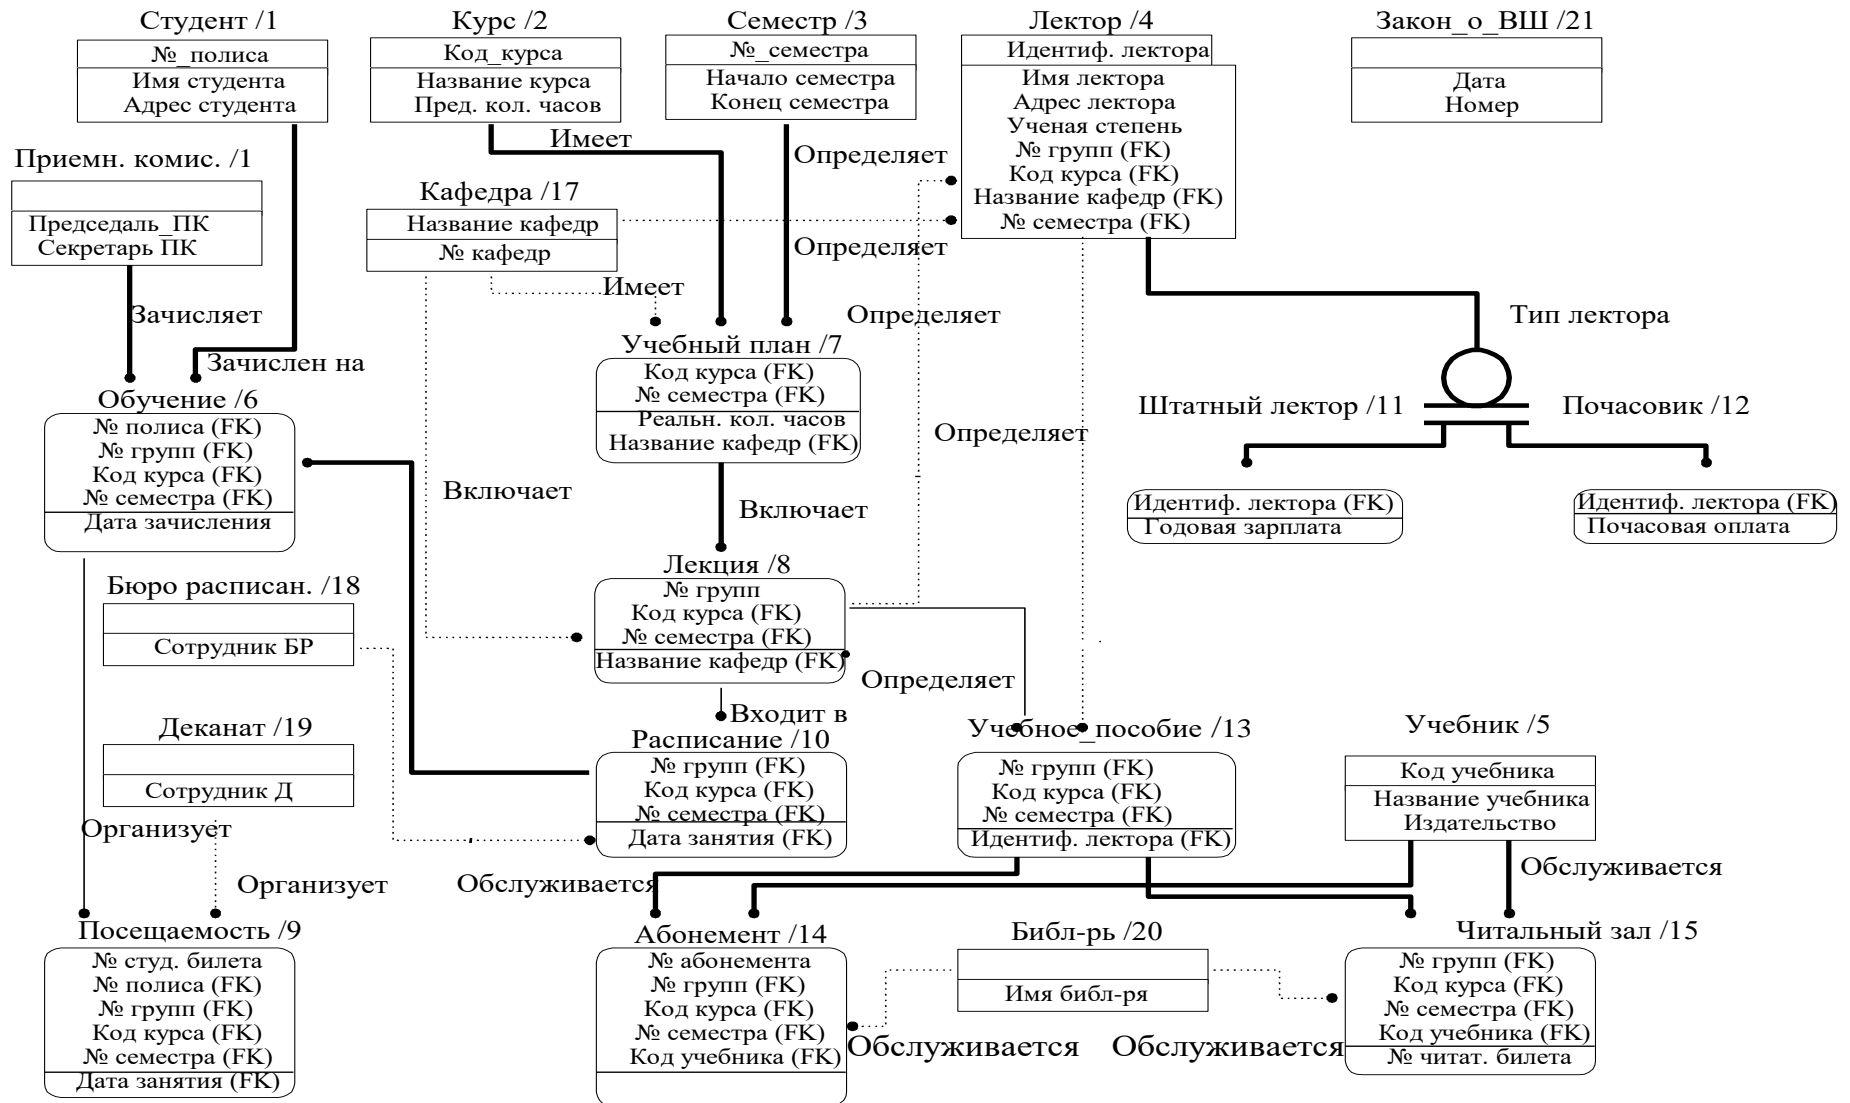 Студент /1
№_полиса
Имя студента
Адрес студента
Курс /2
Код_курса
Название курса
Пред. кол. часов
Семестр /3
№_семестра
Начало семестра
Конец семестра
Лектор /4
Идентиф. лектора
Имя лектора
Адрес лектора
Ученая степень
№ групп (FK)
Код курса (FK)
Название кафедр (FK)
№ семестра (FK)
Закон_о_ВШ /21
Дата
Номер
Имеет
Определяет
Приемн. комис. /1
Председаль_ПК
Секретарь ПК
Кафедра /17
Название кафедр
№ кафедр
Определяет
Имеет
Зачисляет
Определяет
Тип лектора
Зачислен на
Учебный план /7
Код курса (FK)
№ семестра (FK)
Реальн. кол. часов
Название кафедр (FK)
Обучение /6
№ полиса (FK)
№ групп (FK)
Код курса (FK)
№ семестра (FK)
Дата зачисления
Определяет
Штатный лектор /11
Идентиф. лектора (FK)
Годовая зарплата
Почасовик /12
Идентиф. лектора (FK)
Почасовая оплата
Включает
Включает
Лекция /8
№ групп
Код курса (FK)
№ семестра (FK)
Название кафедр (FK)
Бюро расписан. /18
Сотрудник БР
Определяет
Входит в
Деканат /19
Сотрудник Д
Расписание /10
№ групп (FK)
Код курса (FK)
№ семестра (FK)
Дата занятия (FK)
Учебное_пособие /13
№ групп (FK)
Код курса (FK)
№ семестра (FK)
Идентиф. лектора (FK)
Учебник /5
Код учебника
Название учебника
Издательство
Организует
Организует
Обслуживается
Обслуживается
Посещаемость /9
№ студ. билета
№ полиса (FK)
№ групп (FK)
Код курса (FK)
№ семестра (FK)
Дата занятия (FK)
Абонемент /14
№ абонемента
№ групп (FK)
Код курса (FK)
№ семестра (FK)
Код учебника (FK)
Библ-рь /20
Имя библ-ря
Читальный зал /15
№ групп (FK)
Код курса (FK)
№ семестра (FK)
Код учебника (FK)
№ читат. билета
Обслуживается
Обслуживается